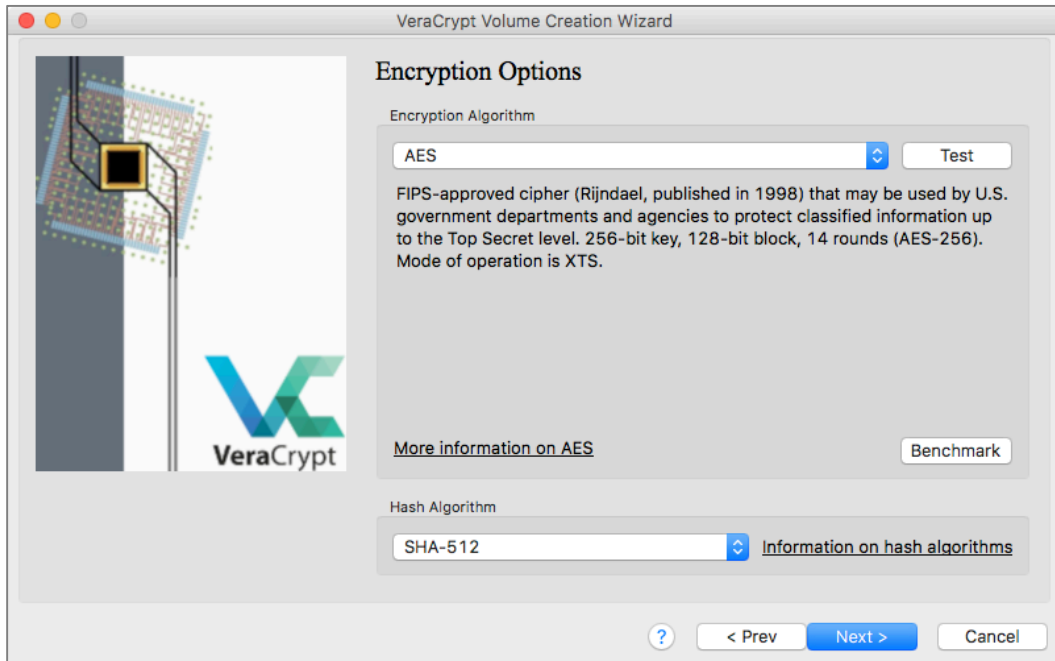 VeraCrypt Volume Creation Wizard
Encryption Options
Encryption Algorithm
AES
Test
FIPS-approved cipher (Rijndael, published in 1998) that may be used by U.S.
government departments and agencies to protect classified information up
to the Top Secret level. 256-bit key, 128-bit block, 14 rounds (AES-256).
Mode of operation is XTS.
VeraCrypt
More information on AES
Benchmark
Hash Algorithm
SHA-512
Information on hash algorithms
?
< Prev
Next >
Cancel